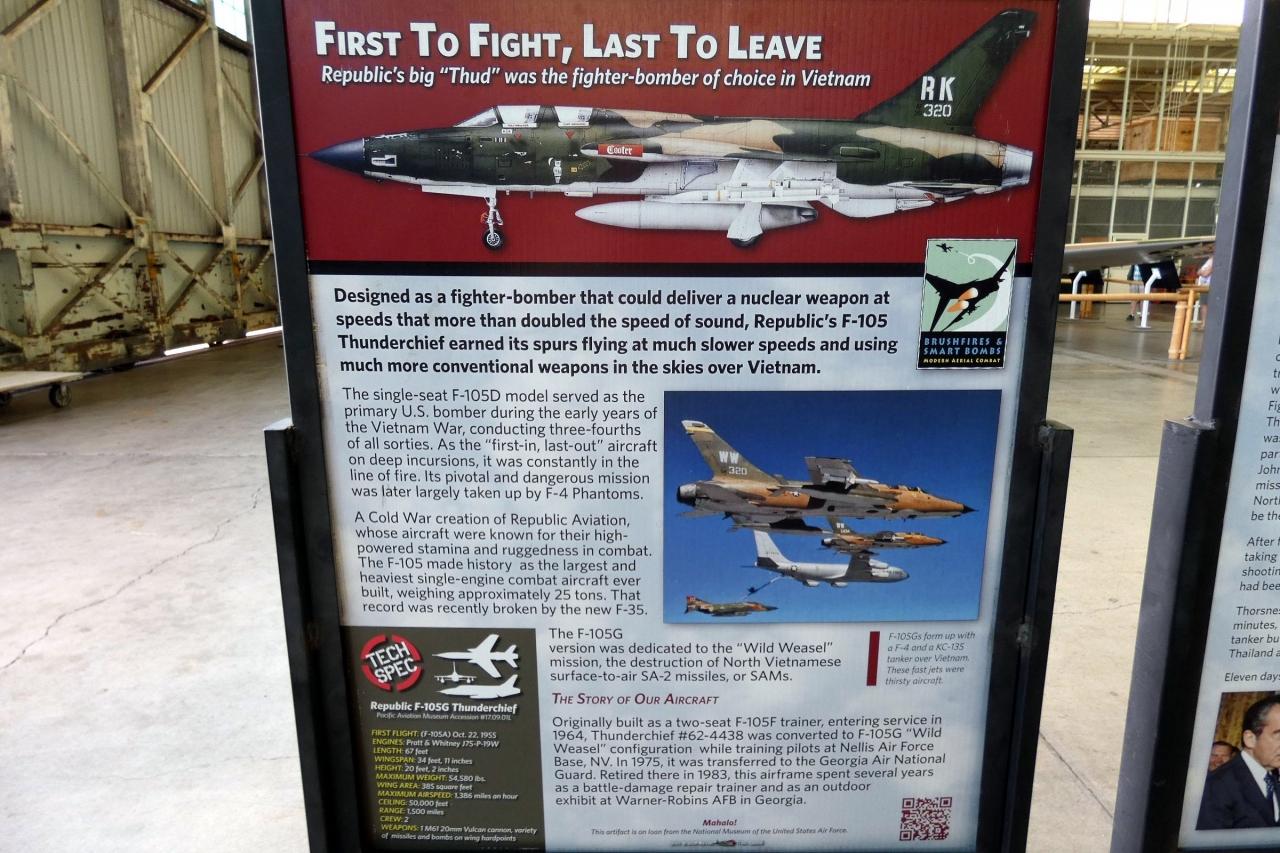 FIRST TO FIGHT, LAST TO LEAVE
Republic's big "Thud" was the fighter-bomber of choice in Vietnam
RK
320
Cooter
Designed as a fighter-bomber that could deliver a nuclear weapon at
speeds that more than doubled the speed of sound, Republic's F-105
Thunderchief earned its spurs flying at much slower speeds and using
much more conventional weapons in the skies over Vietnam.
BRUSHFIRES &
SMART BOMBS
MODERN AERIAL COMBAT
The single-seat F-105D model served as the
primary U.S. bomber during the early years of
the Vietnam War, conducting three-fourths
of all sorties. As the "first-in, last-out" aircraft
on deep incursions, it was constantly in the
line of fire. Its pivotal and dangerous mission
was later largely taken up by F-4 Phantoms.
A Cold War creation of Republic Aviation,
whose aircraft were known for their high-
powered stamina and ruggedness in combat.
The F-105 made history as the largest and
heaviest single-engine combat aircraft ever
built, weighing approximately 25 tons. That
record was recently broken by the new F-35.
WW
320
WW
The F-105G
version was dedicated to the "Wild Weasel"
mission, the destruction of North Vietnamese
surface-to-air SA-2 missiles, or SAMs.
F-105Gs form up with
a F-4 and a KC-135
tanker over Vietnam.
These fast jets were
thirsty aircraft.
THE STORY OF OUR AIRCRAFT
Originally built as a two-seat F-105F trainer, entering service in
1964, Thunderchief #62-4438 was converted to F-105G "Wild
Weasel" configuration while training pilots at Nellis Air Force
Base, NV. In 1975, it was transferred to the Georgia Air National
Guard. Retired there in 1983, this airframe spent several years
as a battle-damage repair trainer and as an outdoor
exhibit at Warner-Robins AFB in Georgia.
Mahalo!
This artifact is on loan from the National Museum of the United States Air Force.
TECH
SPEC
Republic F-105G Thunderchief
Pacific Aviation Museum Accession #17.09.01L
FIRST FLIGHT: (F-105A) Oct. 22, 1955
ENGINES: Pratt & Whitney J75-P-19W
LENGTH: 67 feet
WINGSPAN: 34 feet, 11 inches
HEIGHT: 20 feet, 2 inches
MAXIMUM WEIGHT: 54,580 lbs.
WING AREA: 385 square feet
MAXIMUM AIRSPEED: 1,386 miles an hour
CEILING: 50,000 feet
RANGE: 1,500 miles
CREW: 2
WEAPONS: 1 M61 20mm Vulcan cannon, variety
of missiles and bombs on wing hardpoints
North
be the
After
taking
shooti
had bee
Thorsne
minutes,
tanker bu
Thailand a
Eleven days